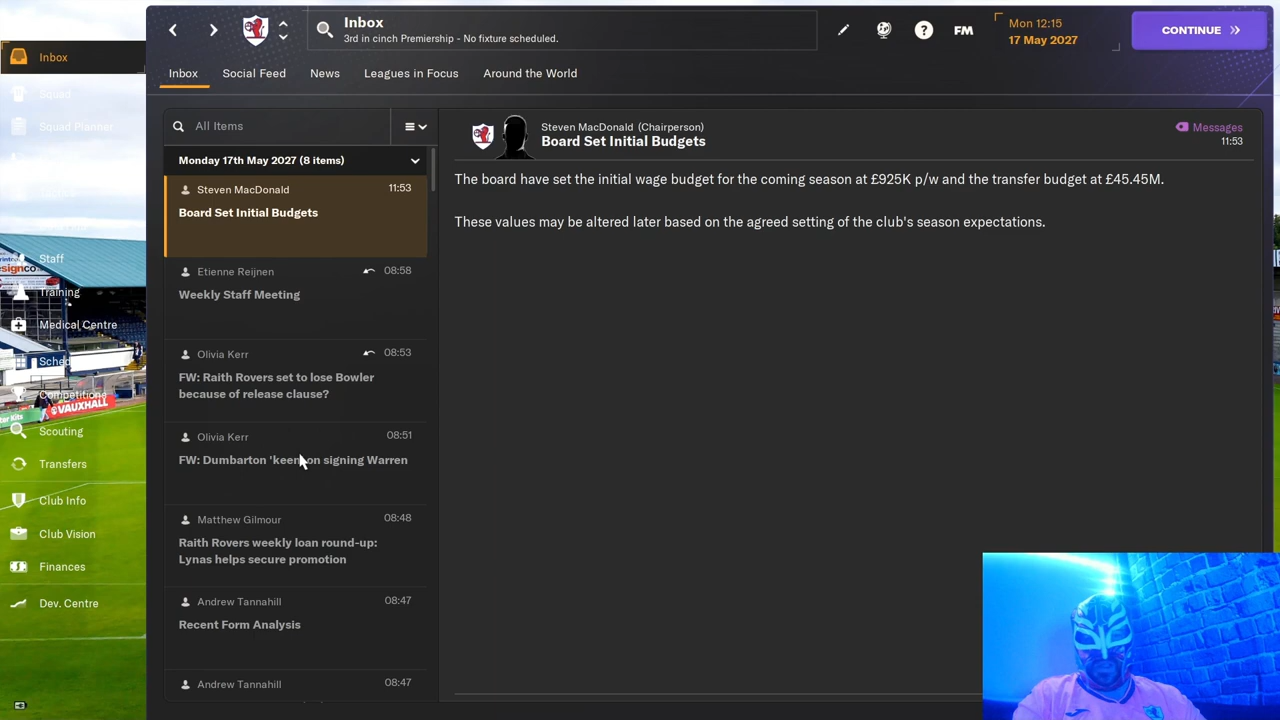 Inbox
3rd in cinch Premiership - No fixture scheduled.
FM
Mon 12:15
17 May 2027
CONTINUE
Inbox
Social Feed
News
Leagues in Focus
Around the World
Inbox
Squad
Squad Planner
Staff
Training
Medical Centre
Sched
Competitions
Scouting
Transfers
Club Info
Club Vision
Finances
Dev. Centre
VAUXHALL
All Items
Monday 17th May 2027 (8 items)
Steven MacDonald
11:53
Board Set Initial Budgets
Etienne Reijnen
08:58
Weekly Staff Meeting
Olivia Kerr
08:53
FW: Raith Rovers set to lose Bowler
because of release clause?
Olivia Kerr
08:51
FW: Dumbarton 'keen' on signing Warren
Matthew Gilmour
08:48
Raith Rovers weekly loan round-up:
Lynas helps secure promotion
Andrew Tannahill
08:47
Recent Form Analysis
Andrew Tannahill
08:47
Steven MacDonald (Chairperson)
Board Set Initial Budgets
Messages
11:53
The board have set the initial wage budget for the coming season at £925K p/w and the transfer budget at £45.45M.
These values may be altered later based on the agreed setting of the club's season expectations.